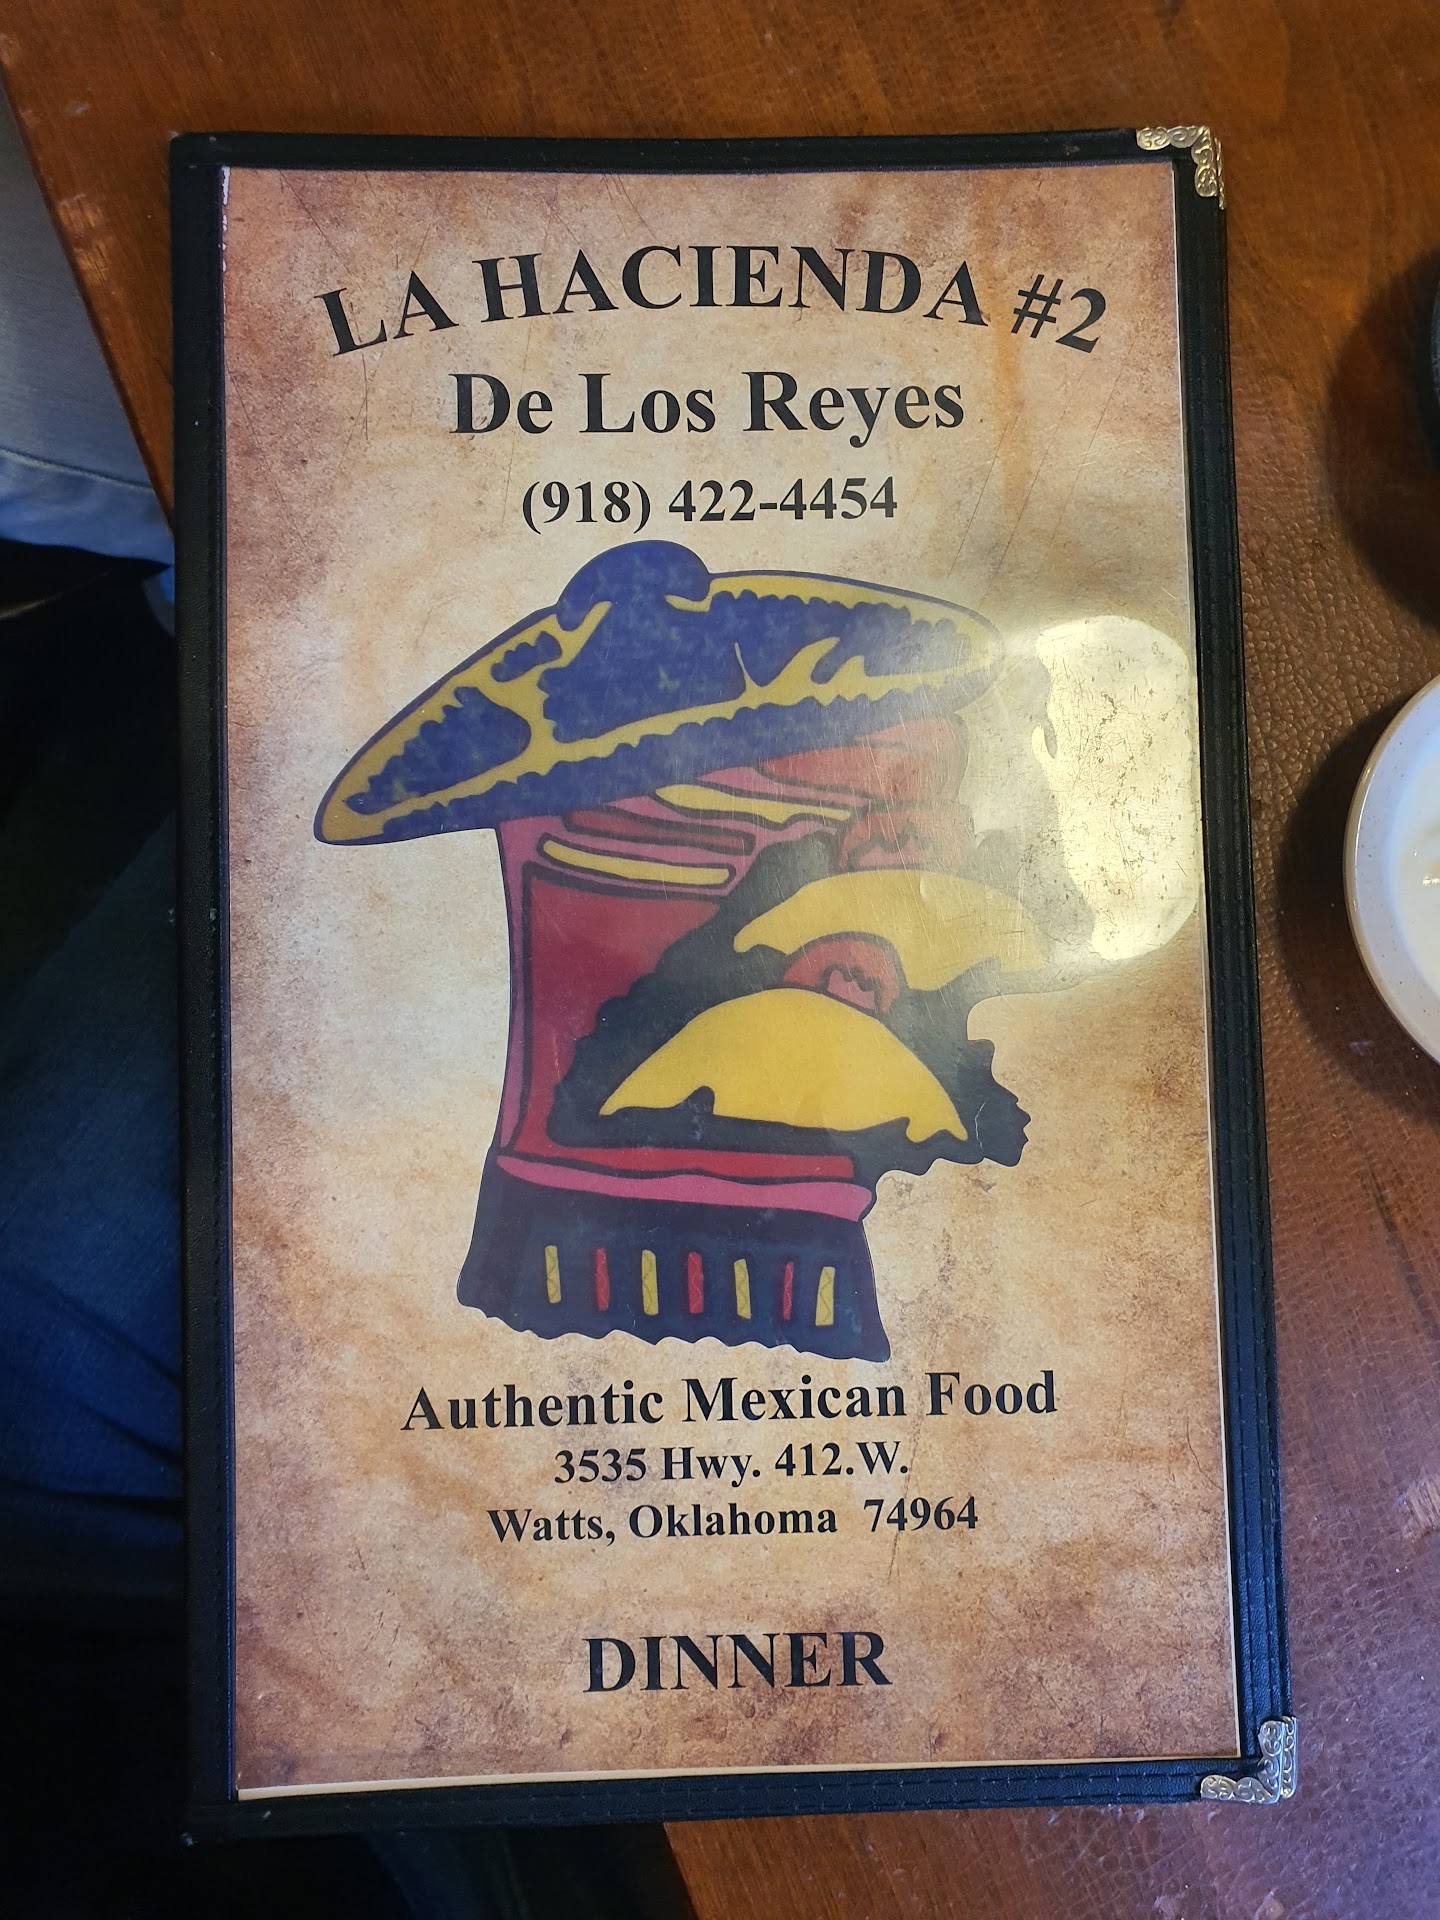 LA HACIENDA #2
De Los Reyes
(918) 422-4454
Authentic Mexican Food
3535 Hwy. 412.W.
Watts, Oklahoma 74964
DINNER